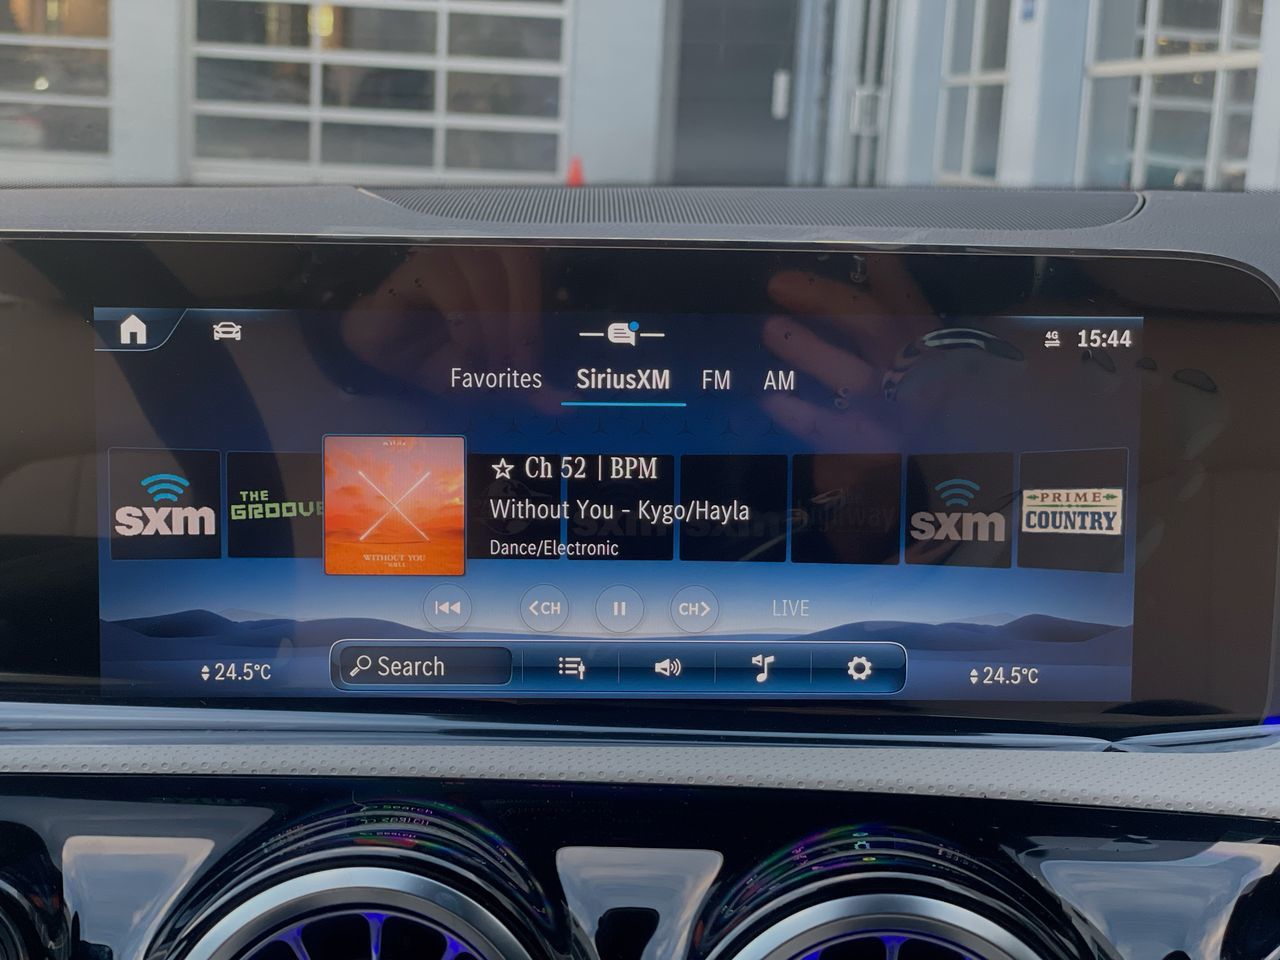 4G
15:44
Favorites SiriusXM FM AM
sxm
THE
GROOVE
WITHOUT YOU
☆ Ch 52 | BPM
Without You - Kygo/Hayla
Dance/Electronic
sxm
PRIME
COUNTRY
<CH
CH>
LIVE
24.5°C
Search
24.5°C